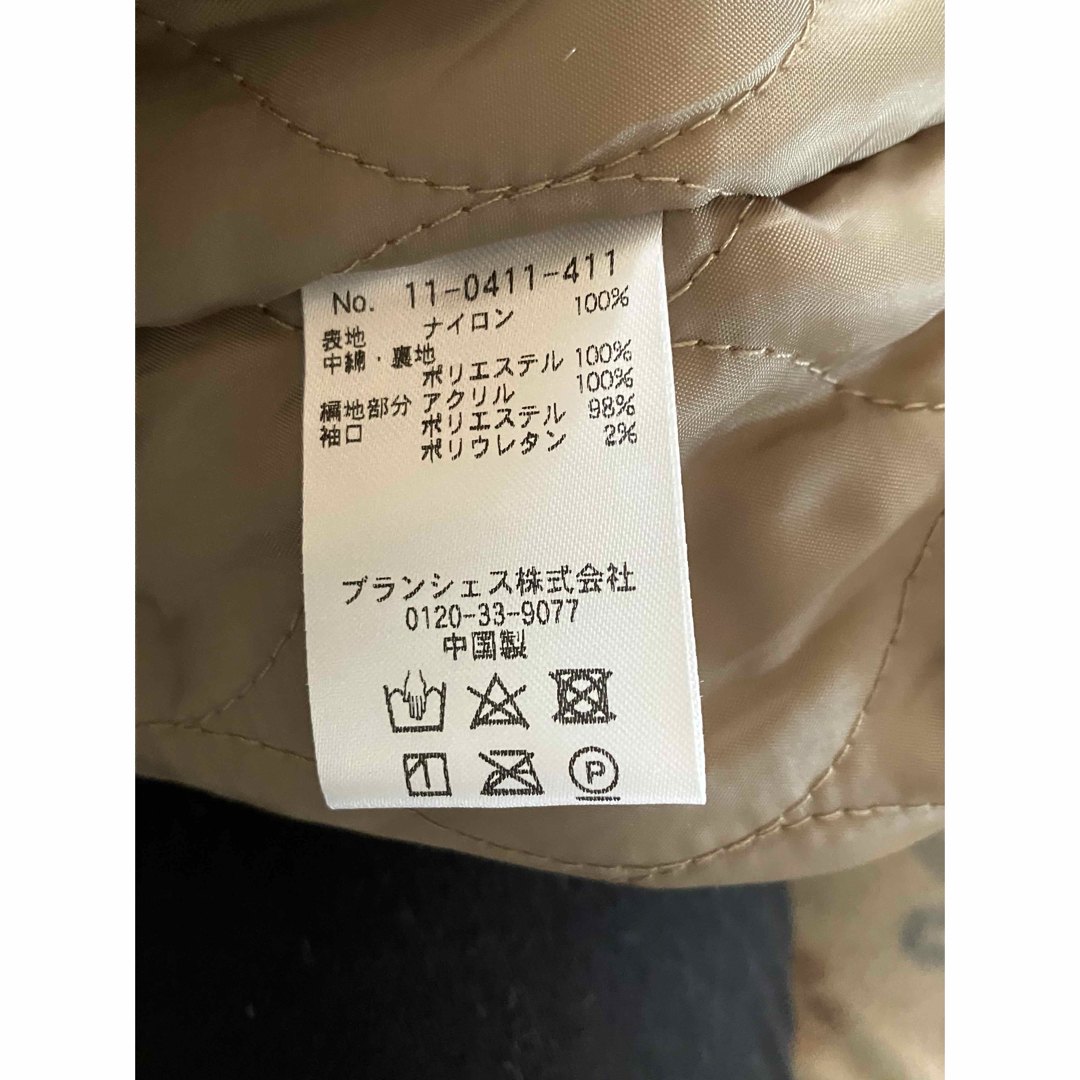 No. 11-0411-411
表地 ナイロン 100%
中綿・裏地
ポリエステル 100%
編地部分 アクリル 100%
袖口 ポリエステル 98%
ポリウレタン 2%
ブランシェス株式会社
0120-33-9077
中国製
P